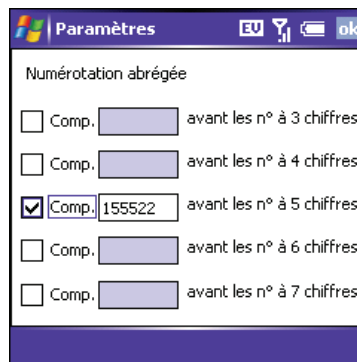 Paramètres EU ok
Numérotation abrégée
Comp. avant les n° à 3 chiffres
Comp. avant les n° à 4 chiffres
Comp. 155522 avant les n° à 5 chiffres
Comp. avant les n° à 6 chiffres
Comp. avant les n° à 7 chiffres